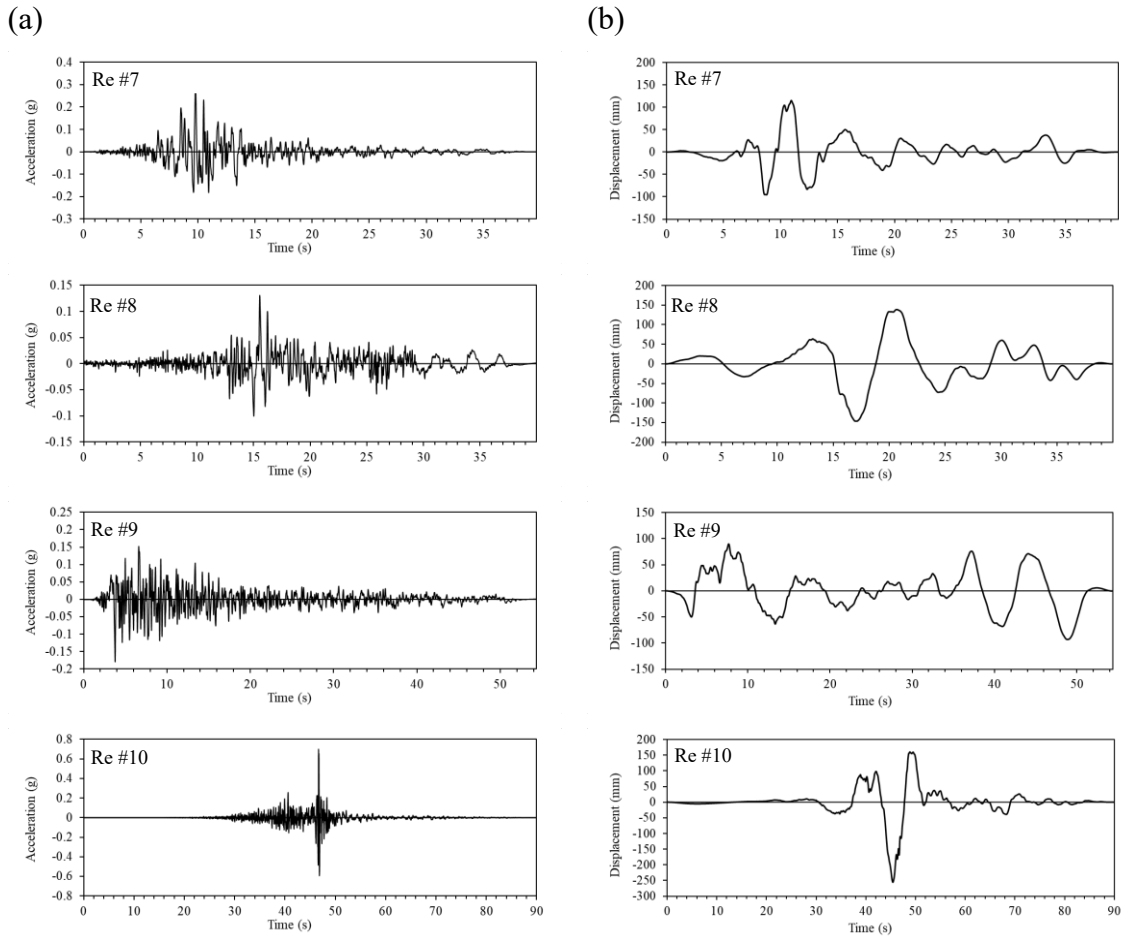 (a)
(b)
Re #7
Acceleration (g)
0.4
0.3
0.2
0.1
0
-0.1
-0.2
-0.3
0 5 10 15 20 25 30 35
Time (s)
Re #7
Displacement (mm)
200
150
100
50
0
-50
-100
-150
0 5 10 15 20 25 30 35
Time (s)
Re #8
Acceleration (g)
0.15
0.1
0.05
0
-0.05
-0.1
-0.15
0 5 10 15 20 25 30 35
Time (s)
Re #8
Displacement (mm)
200
150
100
50
0
-50
-100
-150
-200
0 5 10 15 20 25 30 35
Time (s)
Re #9
Acceleration (g)
0.25
0.2
0.15
0.1
0.05
0
-0.05
-0.1
-0.15
-0.2
0 10 20 30 40 50
Time (s)
Re #9
Displacement (mm)
150
100
50
0
-50
-100
-150
0 10 20 30 40 50
Time (s)
Re #10
Acceleration (g)
0.8
0.6
0.4
0.2
0
-0.2
-0.4
-0.6
-0.8
0 10 20 30 40 50 60 70 80 90
Time (s)
Re #10
Displacement (mm)
200
150
100
50
0
-50
-100
-150
-200
-250
-300
0 10 20 30 40 50 60 70 80 90
Time (s)